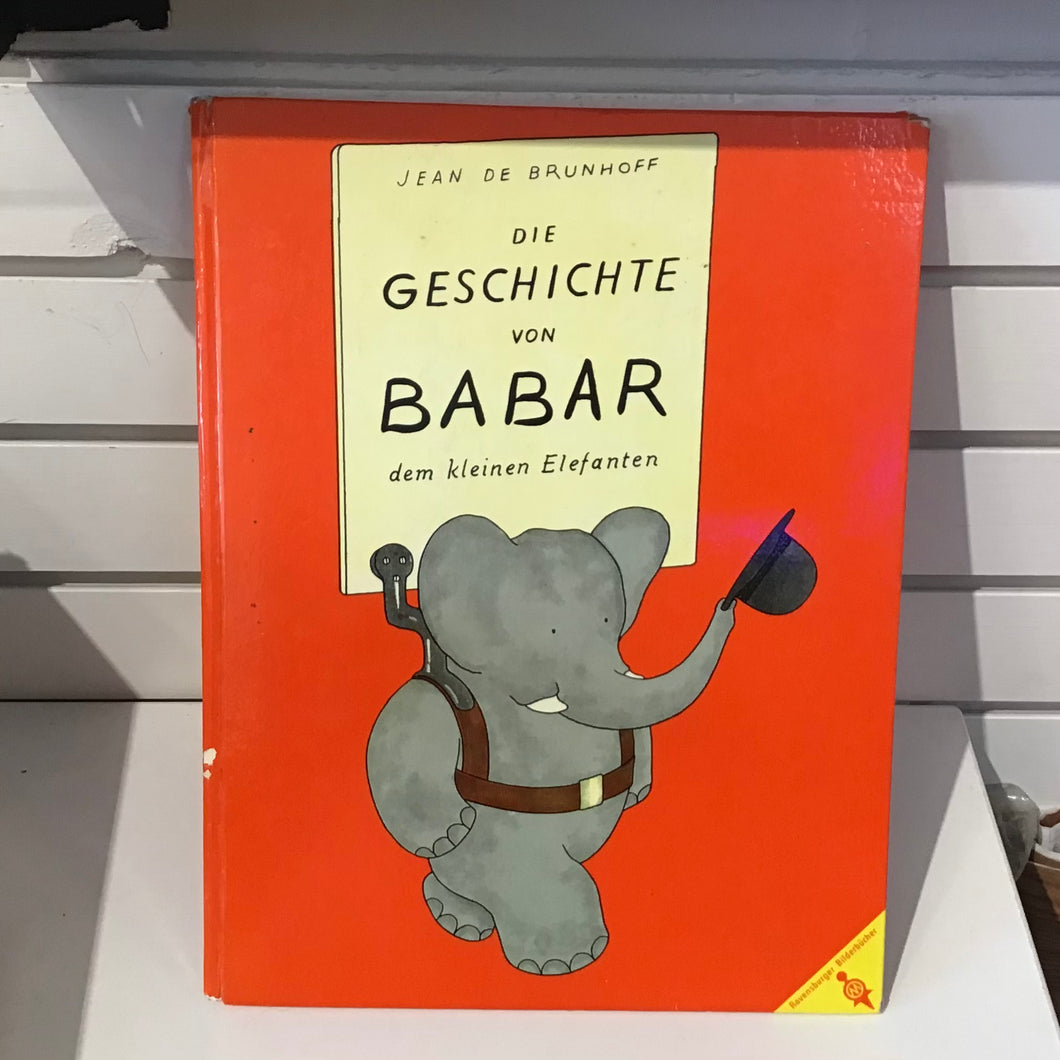 JEAN DE BRUNHOFF
DIE
GESCHICHTE
VON
BABAR
dem kleinen Elefanten
Ravensburger Bilderbücher